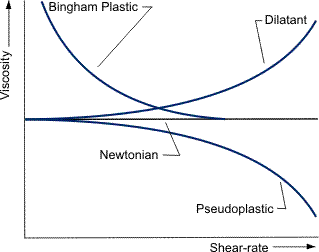 Bingham Plastic
Dilatant
Viscosity
Newtonian
Pseudoplastic
Shear-rate